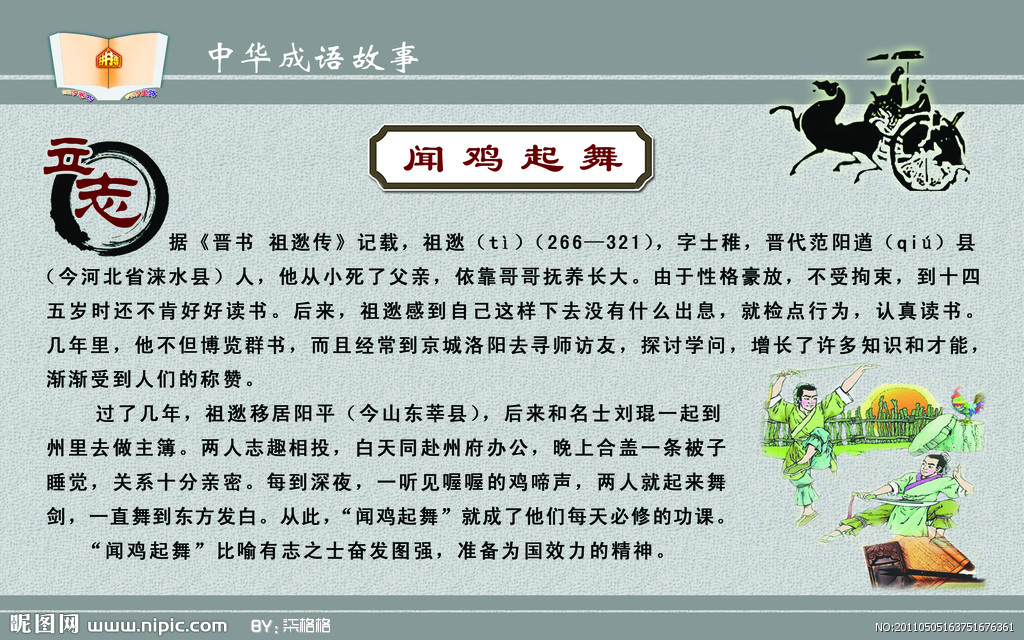 中华成语故事
立志
闻鸡起舞
据《晋书 祖逖传》记载，祖逖（tì）（266—321），字士稚，晋代范阳遒（qiú）县
（今河北省涞水县）人，他从小死了父亲，依靠哥哥抚养长大。由于性格豪放，不受拘束，到十四
五岁时还不肯好好读书。后来，祖逖感到自己这样下去没有什么出息，就检点行为，认真读书。
几年里，他不但博览群书，而且经常到京城洛阳去寻师访友，探讨学问，增长了许多知识和才能，
渐渐受到人们的称赞。
过了几年，祖逖移居阳平（今山东莘县），后来和名士刘琨一起到
州里去做主簿。两人志趣相投，白天同赴州府办公，晚上合盖一条被子
睡觉，关系十分亲密。每到深夜，一听见喔喔的鸡啼声，两人就起来舞
剑，一直舞到东方发白。从此，“闻鸡起舞”就成了他们每天必修的功课。
“闻鸡起舞”比喻有志之士奋发图强，准备为国效力的精神。
昵图网 www.nipic.com BY：柒格格
NO:20110505163751676361